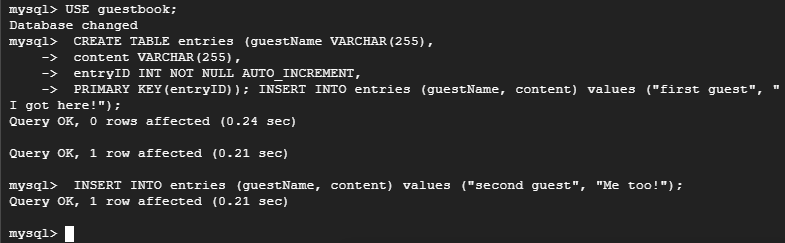 mysql> USE guestbook;
Database changed
mysql>  CREATE TABLE entries (guestName VARCHAR(255),
    ->  content VARCHAR(255),
    ->  entryID INT NOT NULL AUTO_INCREMENT,
    ->  PRIMARY KEY(entryID)); INSERT INTO entries (guestName, content) values ("first guest", "
I got here!");
Query OK, 0 rows affected (0.24 sec)

Query OK, 1 row affected (0.21 sec)

mysql>  INSERT INTO entries (guestName, content) values ("second guest", "Me too!");
Query OK, 1 row affected (0.21 sec)

mysql>